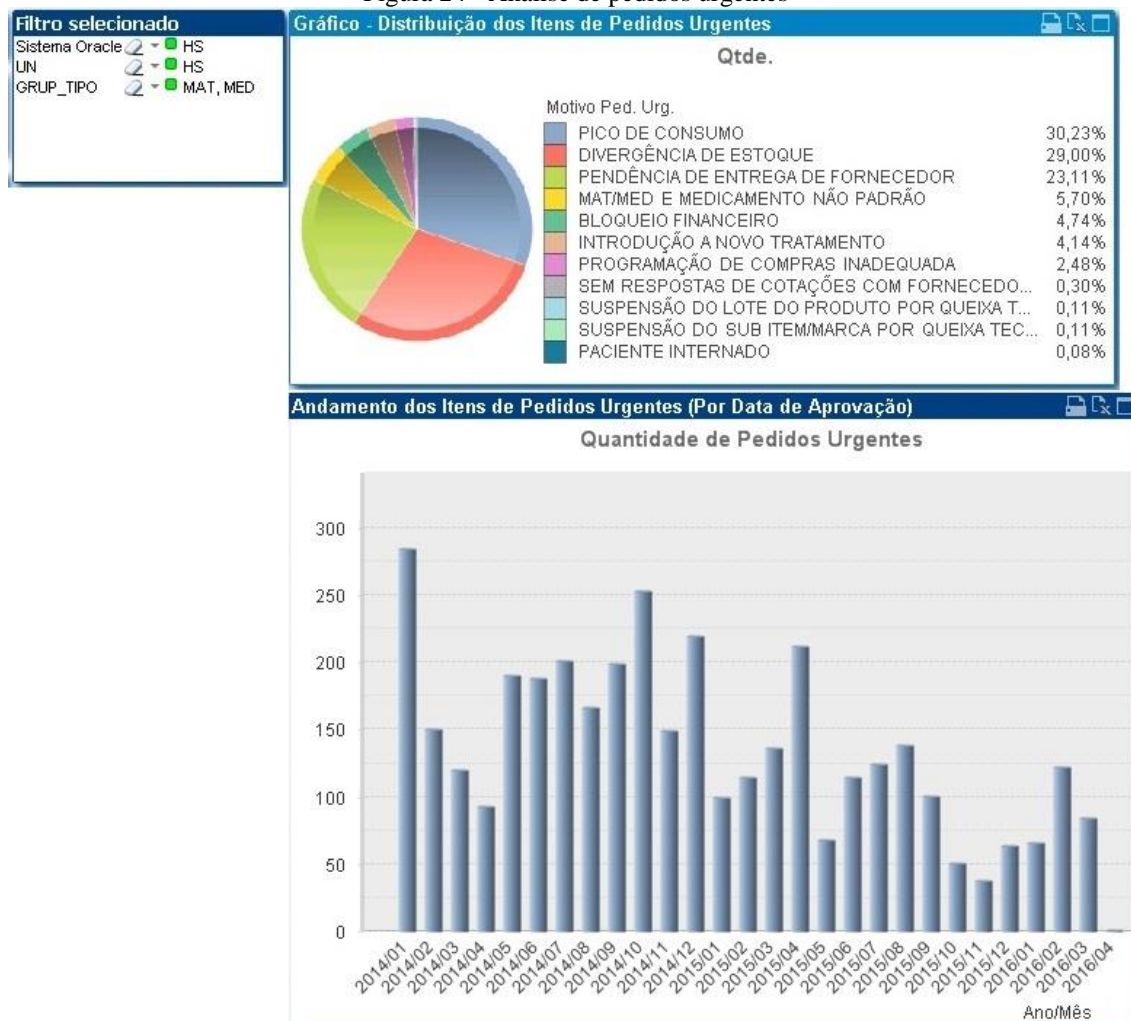 Figura 24 - Análise de pedidos urgentes
Filtro selecionado
Sistema Oracle HS
UN HS
GRUP_TIPO MAT, MED
Gráfico - Distribuição dos Itens de Pedidos Urgentes
Qtde.
Motivo Ped. Urg.
PICO DE CONSUMO 30,23%
DIVERGÊNCIA DE ESTOQUE 29,00%
PENDÊNCIA DE ENTREGA DE FORNECEDOR 23,11%
MAT/MED E MEDICAMENTO NÃO PADRÃO 5,70%
BLOQUEIO FINANCEIRO 4,74%
INTRODUÇÃO A NOVO TRATAMENTO 4,14%
PROGRAMAÇÃO DE COMPRAS INADEQUADA 2,48%
SEM RESPOSTAS DE COTAÇÕES COM FORNECEDO... 0,30%
SUSPENSÃO DO LOTE DO PRODUTO POR QUEIXA T... 0,11%
SUSPENSÃO DO SUB ITEM/MARCA POR QUEIXA TEC... 0,11%
PACIENTE INTERNADO 0,08%
Andamento dos Itens de Pedidos Urgentes (Por Data de Aprovação)
Quantidade de Pedidos Urgentes
300
250
200
150
100
50
0
2014/01
2014/02
2014/03
2014/04
2014/05
2014/06
2014/07
2014/08
2014/09
2014/10
2014/11
2014/12
2015/01
2015/02
2015/03
2015/04
2015/05
2015/06
2015/07
2015/08
2015/09
2015/10
2015/11
2015/12
2016/01
2016/02
2016/03
2016/04
Ano/Mês